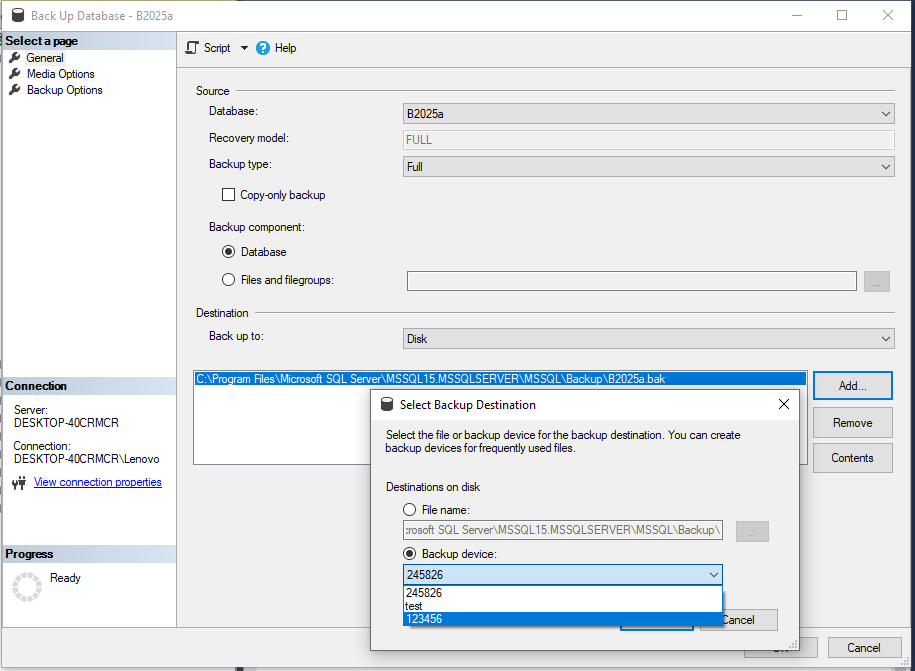 Back Up Database - B2025a
Select a page
General
Media Options
Backup Options
Script
Help
Source
Database:
B2025a
Recovery model:
FULL
Backup type:
Full
Copy-only backup
Backup component:
Database
Files and filegroups:
...
Destination
Back up to:
Disk
C:\Program Files\Microsoft SQL Server\MSSQL15.MSSQLSERVER\MSSQL\Backup\B2025a.bak
Add...
Remove
Contents
Connection
Server:
DESKTOP-40CRMCR
Connection:
DESKTOP-40CRMCR\Lenovo
View connection properties
Progress
Ready
Select Backup Destination
Select the file or backup device for the backup destination. You can create
backup devices for frequently used files.
Destinations on disk
File name:
crosoft SQL Server\MSSQL15.MSSQLSERVER\MSSQL\Backup\
...
Backup device:
245826
245826
test
123456
Cancel
Cancel